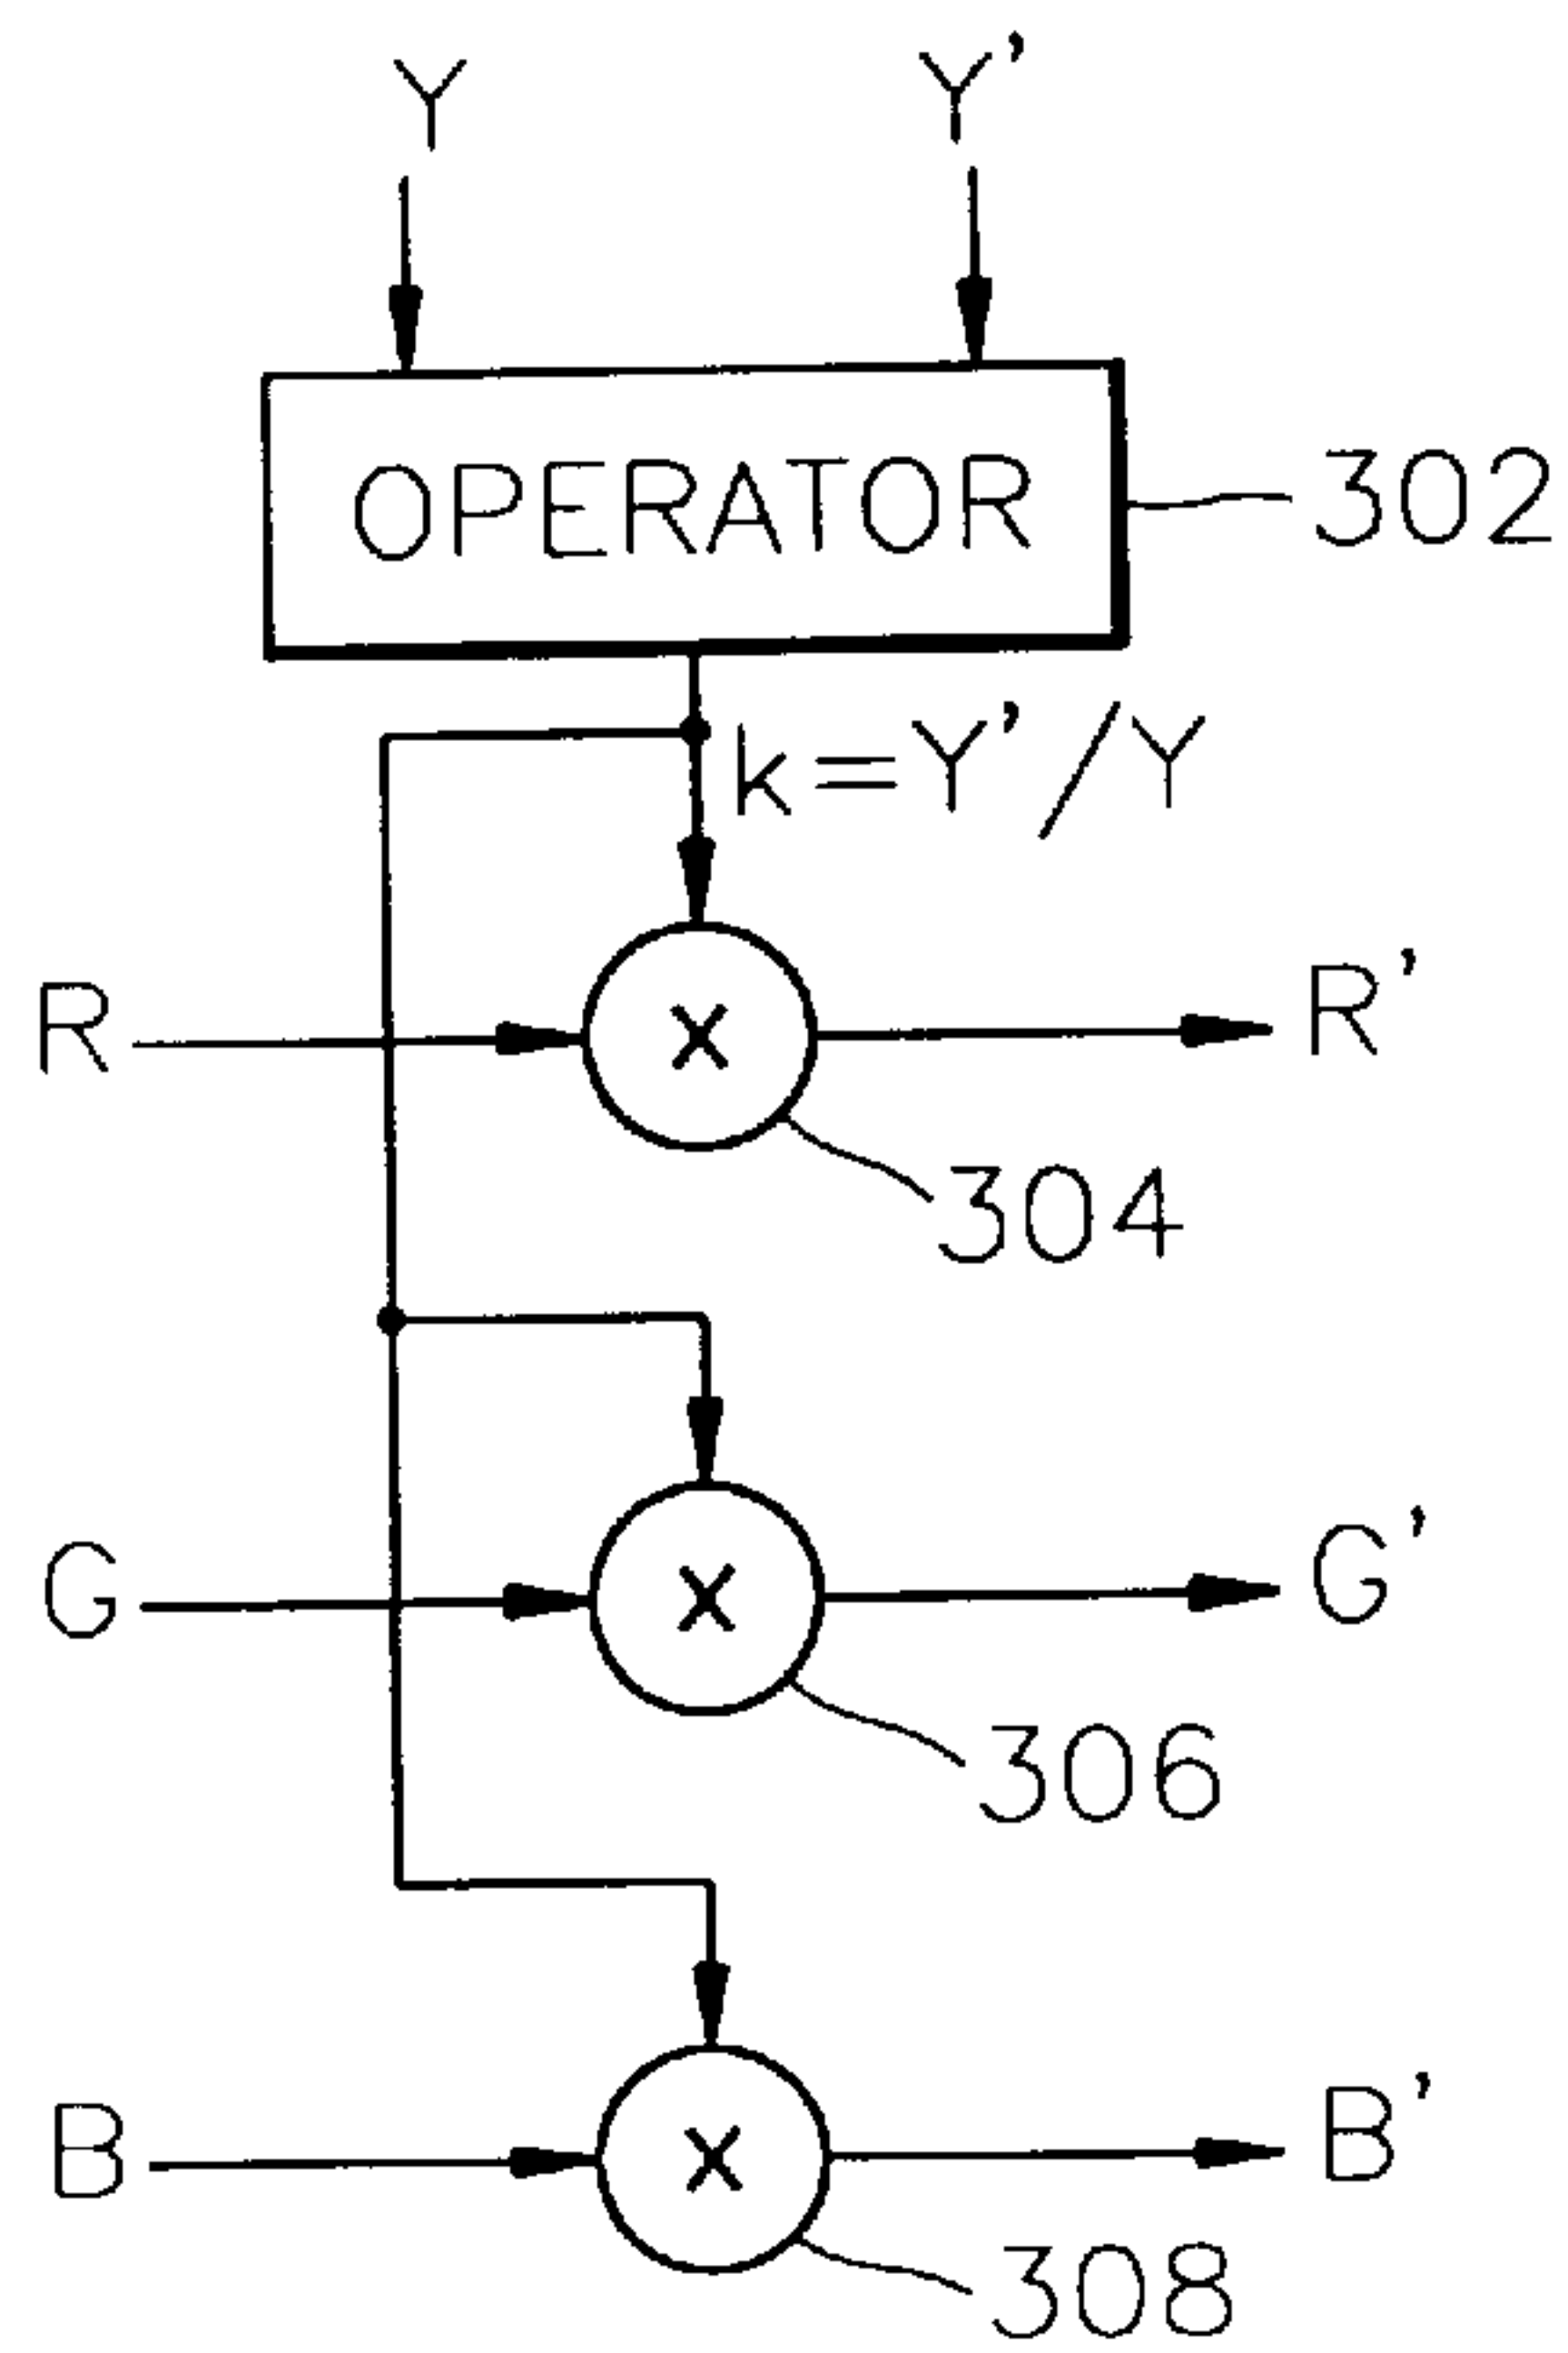 Y Y'
OPERATOR 302
k=Y'/Y
R x R'
304
G x G'
306
B x B'
308